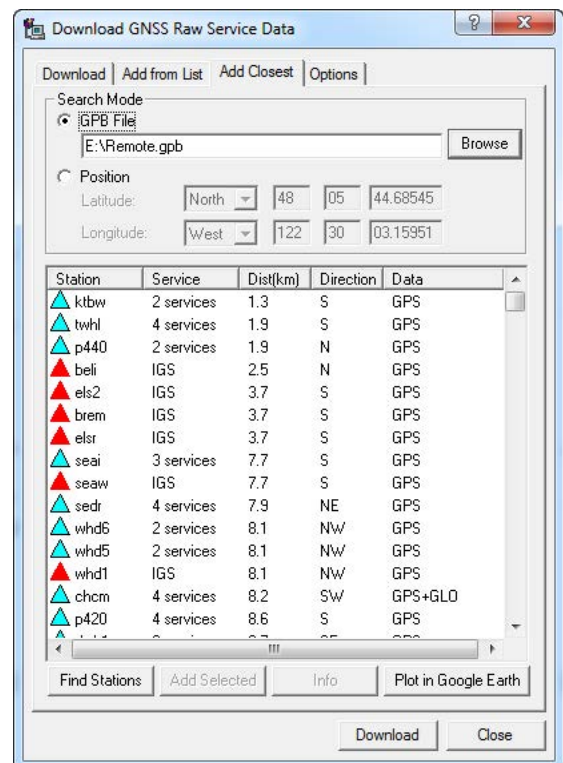 Download GNSS Raw Service Data
Download Add from List Add Closest Options
Search Mode
GPB File
E:\Remote.gpb Browse
Position
Latitude: North 48 05 44.68545
Longitude: West 122 30 03.15951
Station Service Dist(km) Direction Data
ktbw 2 services 1.3 S GPS
twhl 4 services 1.9 S GPS
p440 2 services 1.9 N GPS
beli IGS 2.5 N GPS
els2 IGS 3.7 S GPS
brem IGS 3.7 S GPS
elsr IGS 3.7 S GPS
seai 3 services 7.7 S GPS
seaw IGS 7.7 S GPS
sedr 4 services 7.9 NE GPS
whd6 2 services 8.1 NW GPS
whd5 2 services 8.1 NW GPS
whd1 IGS 8.1 NW GPS
chcm 4 services 8.2 SW GPS+GLO
p420 4 services 8.6 S GPS
Find Stations Add Selected Info Plot in Google Earth
Download Close